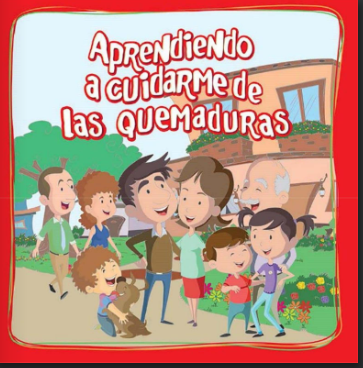 Aprendiendo
a cuidarme de
las quemaduras